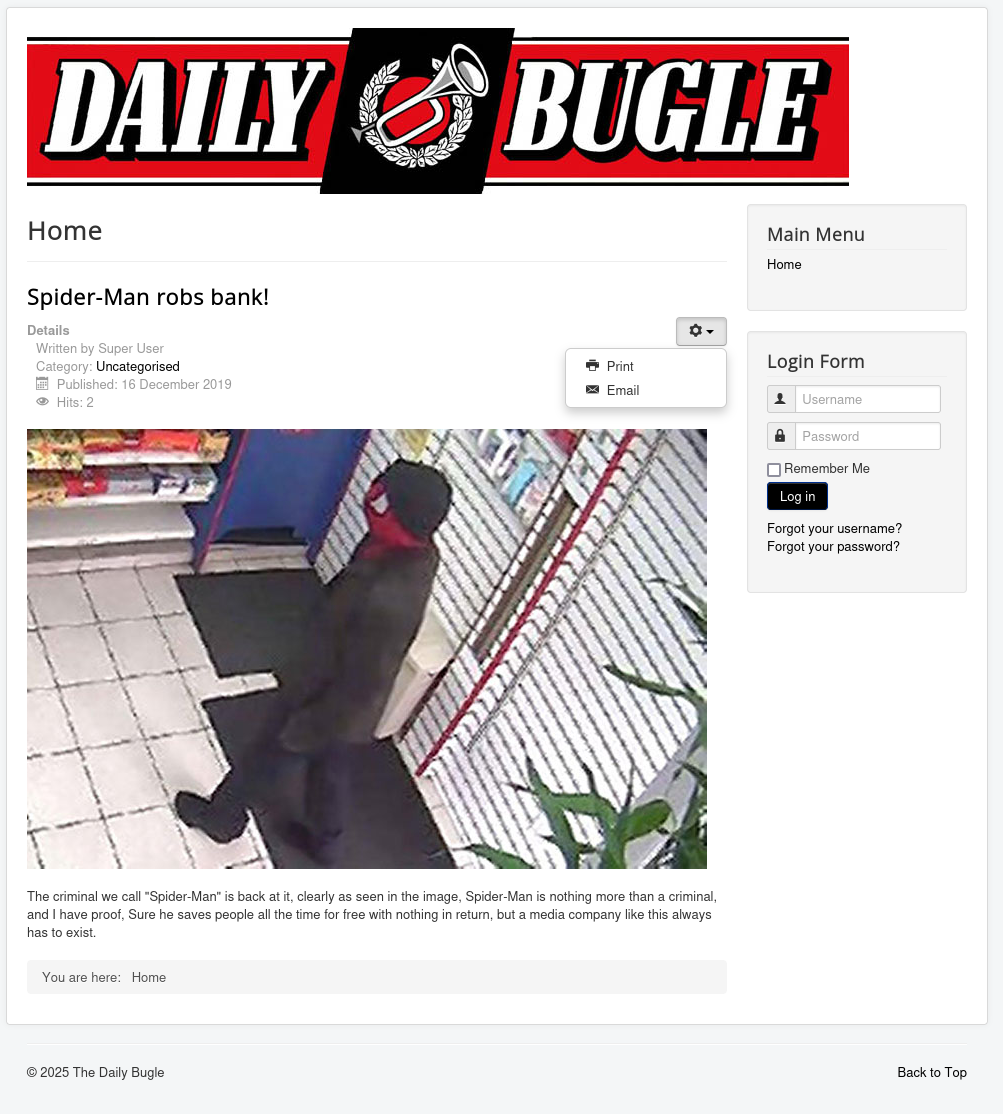 DAILY BUGLE
Home
Spider-Man robs bank!
Details
Written by Super User
Category: Uncategorised
Published: 16 December 2019
Hits: 2
Print
Email
The criminal we call "Spider-Man" is back at it, clearly as seen in the image, Spider-Man is nothing more than a criminal,
and I have proof, Sure he saves people all the time for free with nothing in return, but a media company like this always
has to exist.
You are here: Home
Main Menu
Home
Login Form
Username
Password
Remember Me
Log in
Forgot your username?
Forgot your password?
© 2025 The Daily Bugle
Back to Top